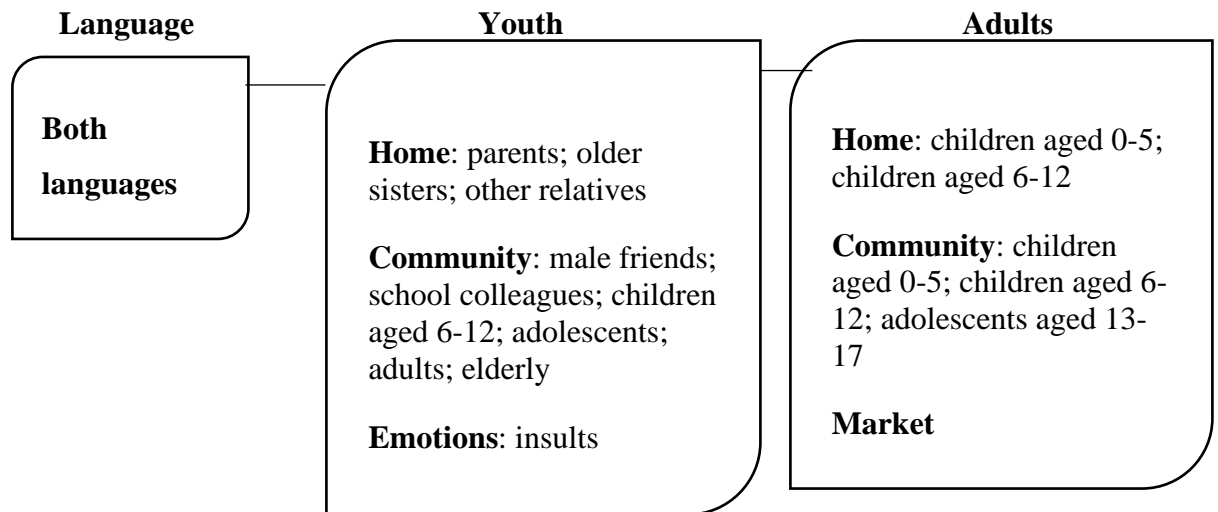 Language
Youth
Adults
Both
languages
Home: parents; older
sisters; other relatives
Community: male friends;
school colleagues; children
aged 6-12; adolescents;
adults; elderly
Emotions: insults
Home: children aged 0-5;
children aged 6-12
Community: children
aged 0-5; children aged 6-
12; adolescents aged 13-
17
Market